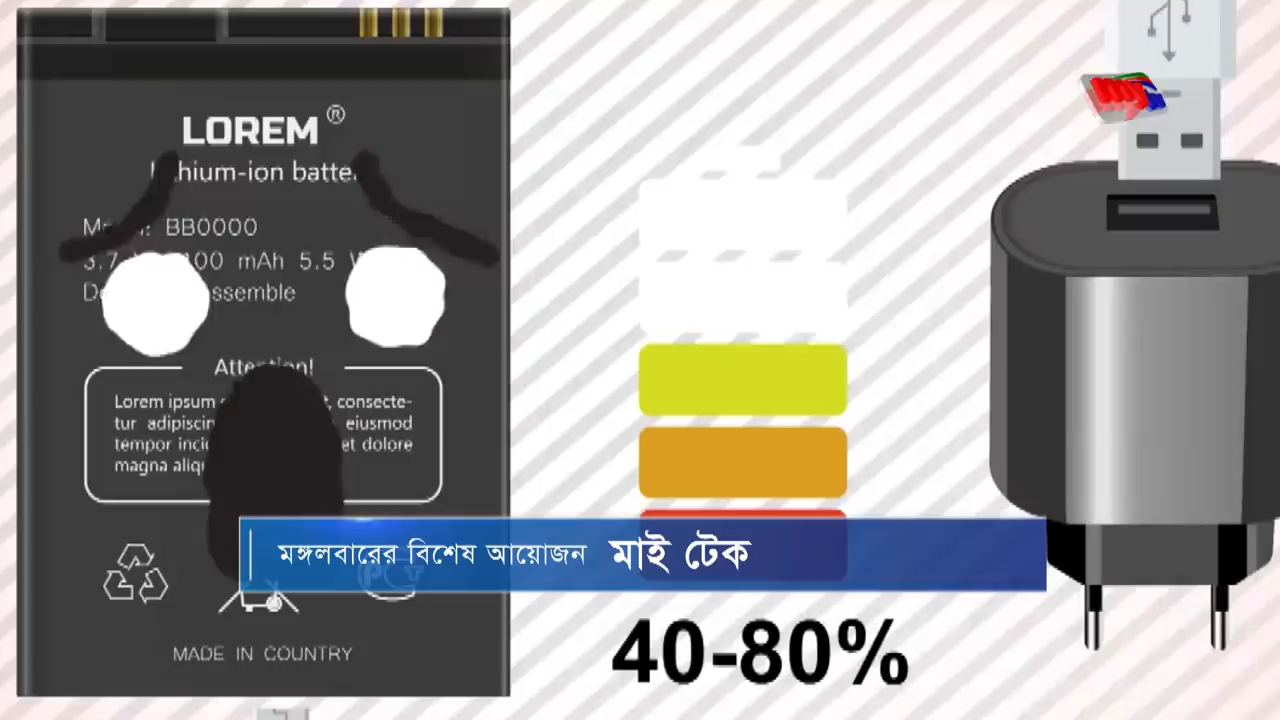 LOREM ®
hium-ion batte
BB0000
00 mAh 5.5
ssemble
Attention!
Lorem ipsum , consecte-
tur adipiscin eiusmod
tempor inci et dolore
magna aliq
MADE IN COUNTRY
মঙ্গলবারের বিশেষ আয়োজন মাই টেক
40-80%